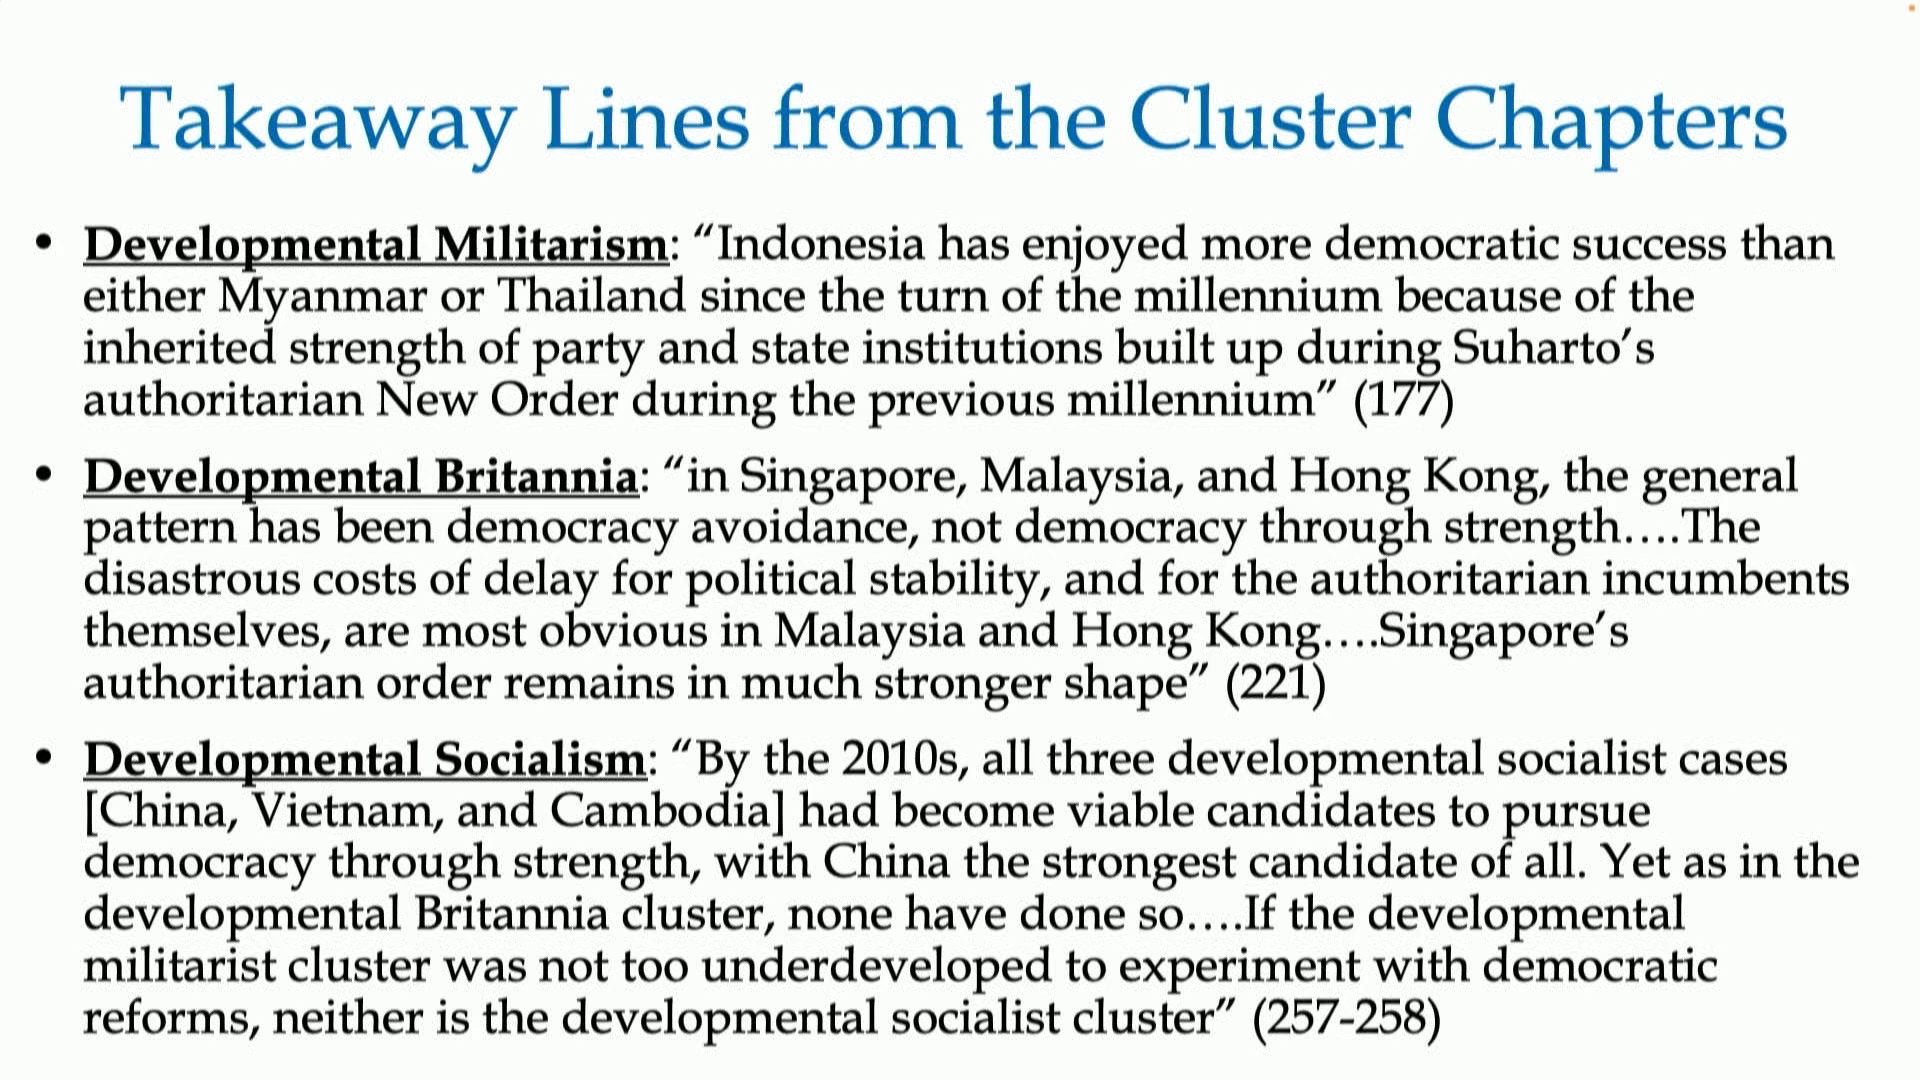 Takeaway Lines from the Cluster Chapters
• Developmental Militarism: “Indonesia has enjoyed more democratic success than
either Myanmar or Thailand since the turn of the millennium because of the
inherited strength of party and state institutions built up during Suharto’s
authoritarian New Order during the previous millennium” (177)
• Developmental Britannia: “in Singapore, Malaysia, and Hong Kong, the general
pattern has been democracy avoidance, not democracy through strength….The
disastrous costs of delay for political stability, and for the authoritarian incumbents
themselves, are most obvious in Malaysia and Hong Kong….Singapore’s
authoritarian order remains in much stronger shape” (221)
• Developmental Socialism: “By the 2010s, all three developmental socialist cases
[China, Vietnam, and Cambodia] had become viable candidates to pursue
democracy through strength, with China the strongest candidate of all. Yet as in the
developmental Britannia cluster, none have done so….If the developmental
militarist cluster was not too underdeveloped to experiment with democratic
reforms, neither is the developmental socialist cluster” (257-258)